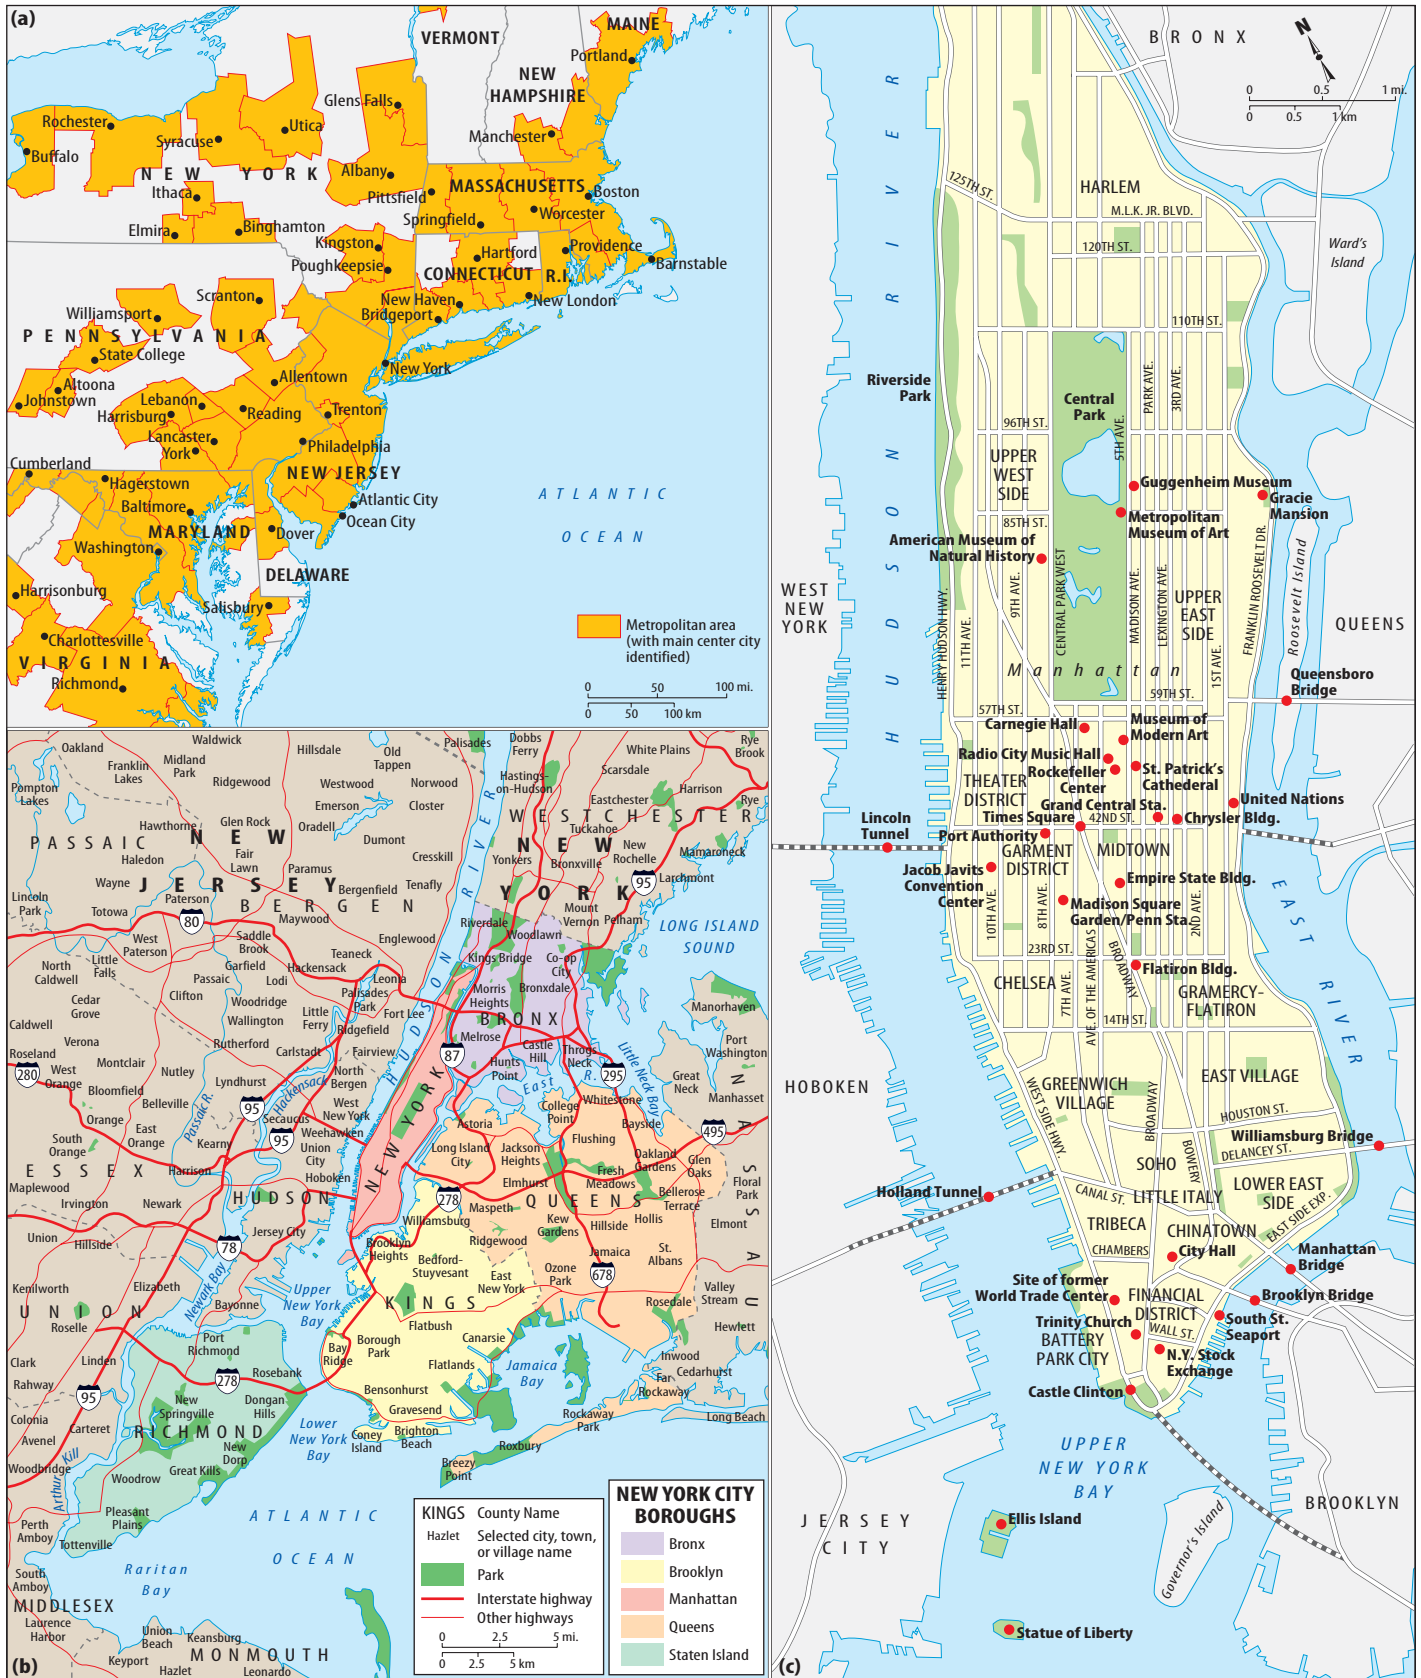 (a)
VERMONT
MAINE
Portland
NEW
HAMPSHIRE
Glens Falls
Manchester
Rochester
Utica
Syracuse
Buffalo
NEW YORK
Albany
Ithaca
Pittsfield
MASSACHUSETTS
Boston
Worcester
Springfield
Elmira
Binghamton
Kingston
Hartford
Providence
Poughkeepsie
CONNECTICUT
R.I.
Barnstable
Scranton
New Haven
New London
Bridgeport
Williamsport
PENNSYLVANIA
State College
New York
Altoona
Allentown
Johnstown
Lebanon
Harrisburg
Reading
Trenton
Lancaster
York
Philadelphia
Cumberland
NEW JERSEY
Hagerstown
Atlantic City
Baltimore
Ocean City
MARYLAND
Dover
Washington
DELAWARE
Harrisonburg
Salisbury
Charlottesville
VIRGINIA
Richmond
ATLANTIC
OCEAN
Metropolitan area
(with main center city
identified)
0 50 100 mi.
0 50 100 km
Oakland
Waldwick
Hillsdale
Old
Tappen
Palisades
Dobbs
Ferry
White Plains
Rye
Brook
Franklin
Lakes
Midland
Park
Ridgewood
Westwood
Norwood
Hastings-
on-Hudson
Scarsdale
Pompton
Lakes
Emerson
Closter
Eastchester
Harrison
Rye
Hawthorne
Glen Rock
Oradell
WESTCHESTER
Tuckahoe
PASSAIC
NEW
JERSEY
Dumont
NEW
YORK
Haledon
Fair
Lawn
Cresskill
Yonkers
Bronxville
New
Rochelle
Mamaroneck
Wayne
Paramus
Bergenfield
Tenafly
95
Larchmont
Lincoln
Park
Paterson
BERGEN
Totowa
80
Maywood
Mount
Vernon
Pelham
Riverdale
Woodlawn
LONG ISLAND
SOUND
West
Paterson
Saddle
Brook
Englewood
HUDSON RIVER
Kings Bridge
Co-op
City
North
Caldwell
Little
Falls
Garfield
Hackensack
Teaneck
Passaic
Lodi
Leonia
Bronxdale
Clifton
Palisades
Park
Morris
Heights
Cedar
Grove
Woodridge
Little
Ferry
Fort Lee
Manorhaven
Caldwell
Wallington
Ridgefield
BRONX
Verona
Rutherford
Melrose
Castle
Hill
Throgs
Neck
Port
Washington
Roseland
Montclair
Carlstadt
Fairview
87
280
West
Orange
Nutley
North
Bergen
Hunts
Point
295
Little Neck Bay
Bloomfield
Lyndhurst
Hackensack
East
R.
Great
Neck
Belleville
Passaic R.
95
West
New York
College
Point
Whitestone
Manhasset
Orange
Secaucus
Weehawken
NEW YORK
Astoria
Bayside
South
Orange
East
Orange
Kearny
95
Union
City
Long Island
City
Jackson
Heights
Flushing
495
NASSAU
ESSEX
Harrison
Hoboken
Oakland
Gardens
Glen
Oaks
Maplewood
HUDSON
Elmhurst
Fresh
Meadows
Floral
Park
Irvington
Newark
278
Maspeth
QUEENS
Bellerose
Terrace
Williamsburg
Kew
Gardens
Hollis
Elmont
Union
Hillside
78
Jersey City
Ridgewood
Hillside
Brooklyn
Heights
Bedford-
Stuyvesant
Jamaica
St.
Albans
Kenilworth
Elizabeth
Newark Bay
Upper
New York
Bay
East
New York
Ozone
Park
678
Valley
Stream
UNION
Bayonne
KINGS
Rosedale
Roselle
Flatbush
Hewlett
Port
Richmond
Borough
Park
Canarsie
Clark
Linden
Rosebank
Bay
Ridge
Flatlands
Jamaica
Bay
Inwood
Cedarhurst
Rahway
278
Bensonhurst
Far
Rockaway
95
New
Springville
Dongan
Hills
Gravesend
Colonia
Carteret
RICHMOND
Lower
New York
Bay
Coney
Island
Brighton
Beach
Rockaway
Park
Long Beach
Avenel
New
Dorp
Roxbury
Woodbridge
Arthur Kill
Woodrow
Great Kills
Breezy
Point
Pleasant
Plains
ATLANTIC
OCEAN
Perth
Amboy
Tottenville
Raritan
Bay
South
Amboy
MIDDLESEX
Laurence
Harbor
Union
Beach
Keansburg
MONMOUTH
Keyport
Hazlet
Leonardo
(b)
KINGS County Name
Hazlet Selected city, town,
or village name
Park
Interstate highway
Other highways
0 2.5 5 mi.
0 2.5 5 km
NEW YORK CITY
BOROUGHS
Bronx
Brooklyn
Manhattan
Queens
Staten Island
BRONX
N
0 0.5 1 mi.
0 0.5 1 km
HUDSON RIVER
125TH ST.
HARLEM
M.L.K. JR. BLVD.
120TH ST.
Ward's
Island
110TH ST.
Riverside
Park
Central
Park
PARK AVE.
3RD AVE.
96TH ST.
5TH AVE.
UPPER
WEST
SIDE
Guggenheim Museum
Gracie
Mansion
85TH ST.
Metropolitan
Museum of Art
American Museum of
Natural History
CENTRAL PARK WEST
MADISON AVE.
LEXINGTON AVE.
FRANKLIN ROOSEVELT DR.
Roosevelt Island
WEST
NEW
YORK
9TH AVE.
UPPER
EAST
SIDE
QUEENS
HENRY HUDSON HWY.
11TH AVE.
Manhattan
1ST AVE.
Queensboro
Bridge
59TH ST.
57TH ST.
Carnegie Hall
Museum of
Modern Art
Radio City Music Hall
Rockefeller
Center
St. Patrick's
Cathederal
THEATER
DISTRICT
Grand Central Sta.
United Nations
Times Square
42ND ST.
Chrysler Bldg.
Lincoln
Tunnel
Port Authority
GARMENT
DISTRICT
MIDTOWN
Jacob Javits
Convention
Center
Empire State Bldg.
10TH AVE.
8TH AVE.
Madison Square
Garden/Penn Sta.
2ND AVE.
EAST RIVER
23RD ST.
BROADWAY
Flatiron Bldg.
CHELSEA
7TH AVE.
AVE. OF THE AMERICAS
GRAMERCY-
FLATIRON
14TH ST.
HOBOKEN
WEST SIDE HWY.
GREENWICH
VILLAGE
BROADWAY
EAST VILLAGE
HOUSTON ST.
BOWERY
Williamsburg Bridge
DELANCEY ST.
SOHO
Holland Tunnel
CANAL ST.
LITTLE ITALY
LOWER EAST
SIDE
TRIBECA
CHINATOWN
EAST SIDE EXP.
CHAMBERS
City Hall
Manhattan
Bridge
Site of former
World Trade Center
FINANCIAL
DISTRICT
Brooklyn Bridge
Trinity Church
South St.
Seaport
BATTERY
PARK CITY
WALL ST.
N.Y. Stock
Exchange
Castle Clinton
UPPER
NEW YORK
BAY
JERSEY
CITY
Ellis Island
Governor's Island
BROOKLYN
Statue of Liberty
(c)